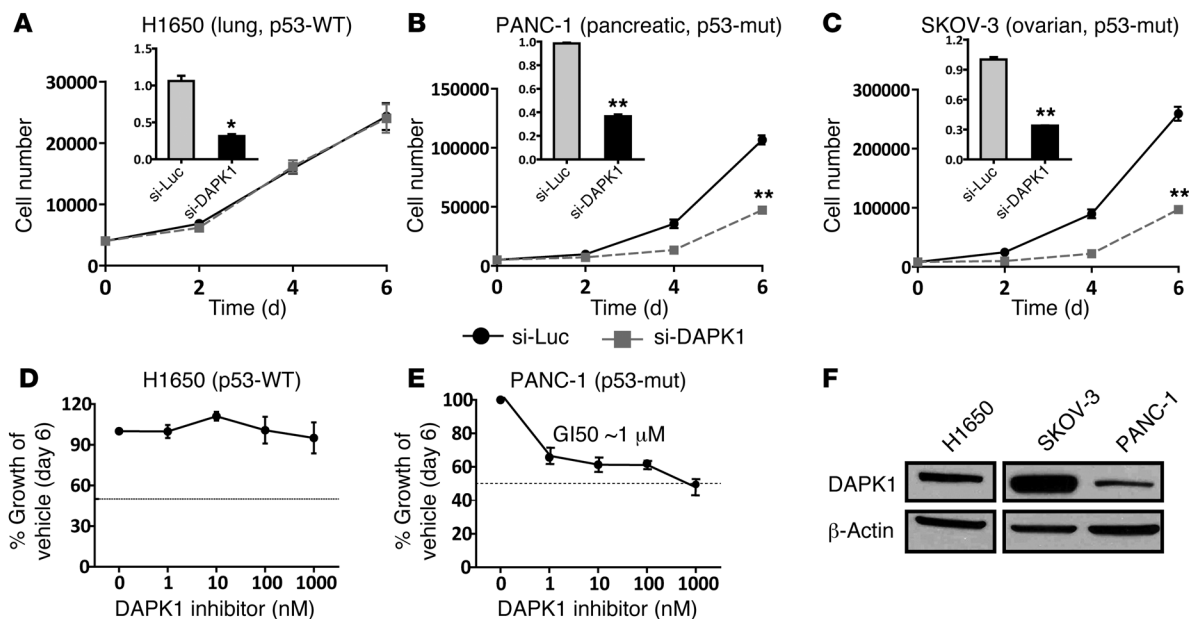 A
H1650 (lung, p53-WT)
Cell number
30000
20000
10000
0
0
2
4
6
Time (d)
1.5
1.0
0.5
0.0
*
si-Luc
si-DAPK1
B
PANC-1 (pancreatic, p53-mut)
Cell number
150000
100000
50000
0
0
2
4
6
Time (d)
1.0
0.8
0.6
0.4
0.2
0.0
**
si-Luc
si-DAPK1
**
C
SKOV-3 (ovarian, p53-mut)
Cell number
300000
200000
100000
0
0
2
4
6
Time (d)
1.2
0.9
0.6
0.3
0.0
**
si-Luc
si-DAPK1
**
si-Luc
si-DAPK1
D
H1650 (p53-WT)
% Growth of
vehicle (day 6)
120
90
60
30
0
0
1
10
100
1000
DAPK1 inhibitor (nM)
E
PANC-1 (p53-mut)
% Growth of
vehicle (day 6)
100
80
60
40
20
0
GI50 ~1 μM
0
1
10
100
1000
DAPK1 inhibitor (nM)
F
H1650
SKOV-3
PANC-1
DAPK1
β-Actin